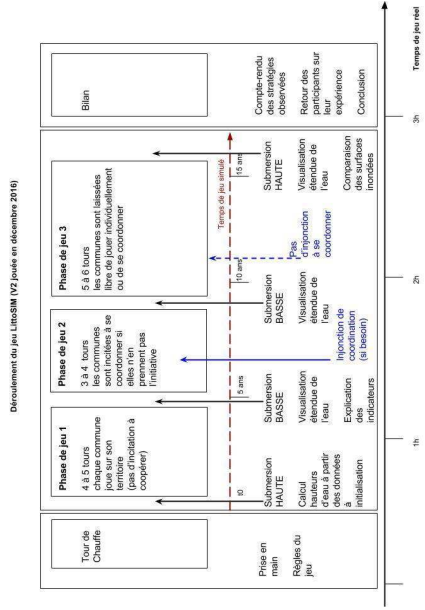 Déroulement du jeu LittoSIM (V2 jouée en décembre 2016)
Tour de
Chauffe
Prise en
main
Règles du
jeu
Phase de jeu 1
4 à 5 tours
chaque commune
joue sur son
territoire
(pas d'incitation à
coopérer)
Phase de jeu 2
3 à 4 tours
les communes
sont incitées à se
coordonner si
elles n'en
prennent pas
l'initiative
Phase de jeu 3
5 à 6 tours
les communes sont laissées
libre de jouer individuellement
ou de se coordonner
Bilan
t0
5 ans
10 ans
15 ans
Temps de jeu simulé
Submersion
HAUTE
Calcul
hauteurs
d'eau à partir
des données
à
initialisation
Submersion
BASSE
Visualisation
étendue de
l'eau
Explication
des
indicateurs
Injonction de
coordination
(si besoin)
Submersion
BASSE
Visualisation
étendue de
l'eau
Pas
d'injonction
à se
coordonner
Submersion
HAUTE
Visualisation
étendue de
l'eau
Comparaison
des surfaces
inondées
Compte-rendu
des stratégies
observées
Retour des
participants sur
leur
expérience
Conclusion
1h
2h
3h
Temps de jeu réel